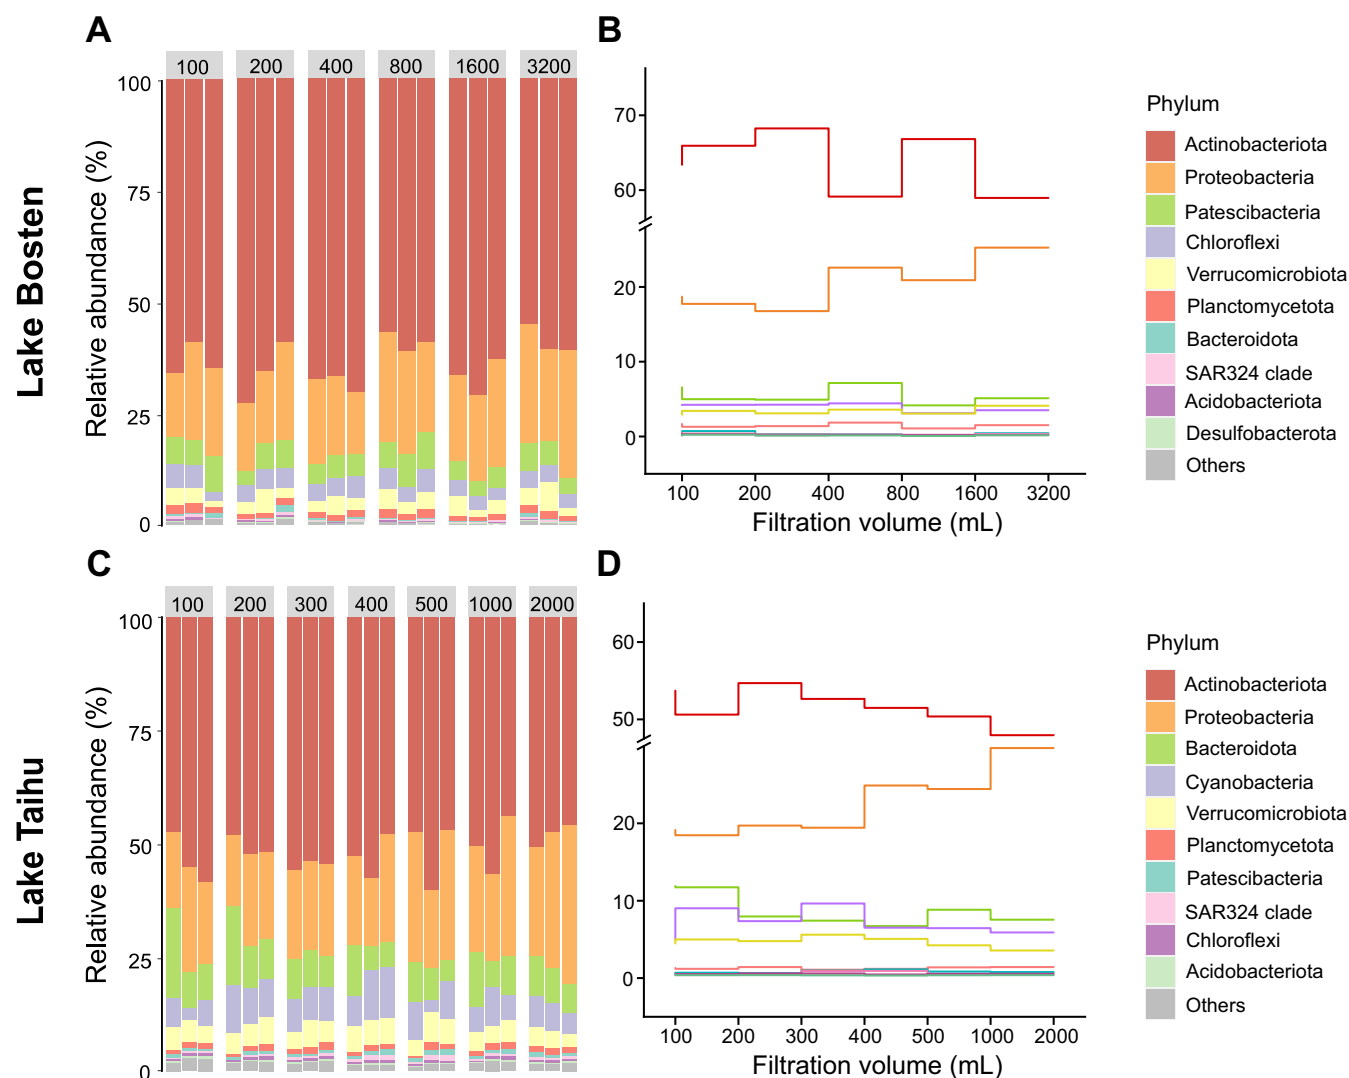 A
B
Lake Bosten
Relative abundance (%)
100
75
50
25
0
100 200 400 800 1600 3200
70
60
20
10
0
100 200 400 800 1600 3200
Filtration volume (mL)
Phylum
Actinobacteriota
Proteobacteria
Patescibacteria
Chloroflexi
Verrucomicrobiota
Planctomycetota
Bacteroidota
SAR324 clade
Acidobacteriota
Desulfobacterota
Others
C
D
Lake Taihu
Relative abundance (%)
100
75
50
25
0
100 200 300 400 500 1000 2000
60
50
20
10
0
100 200 300 400 500 1000 2000
Filtration volume (mL)
Phylum
Actinobacteriota
Proteobacteria
Bacteroidota
Cyanobacteria
Verrucomicrobiota
Planctomycetota
Patescibacteria
SAR324 clade
Chloroflexi
Acidobacteriota
Others